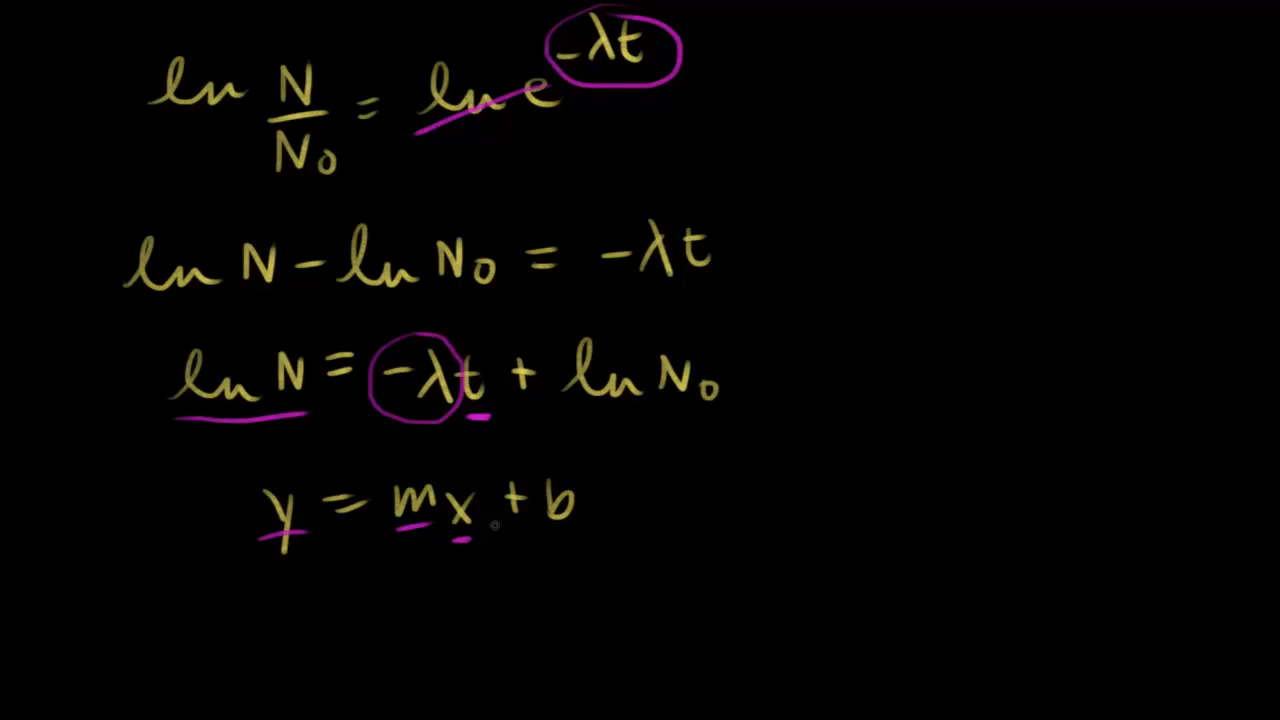 ln N/N₀ = ln e^(-λt)
ln N - ln N₀ = -λt
ln N = -λt + ln N₀
y = mx + b